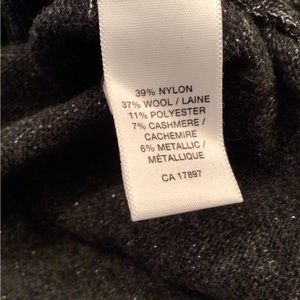 39% NYLON
37% WOOL / LAINE
11% POLYESTER
7% CASHMERE /
CACHEMIRE
6% METALLIC /
MÉTALLIQUE
CA 17897